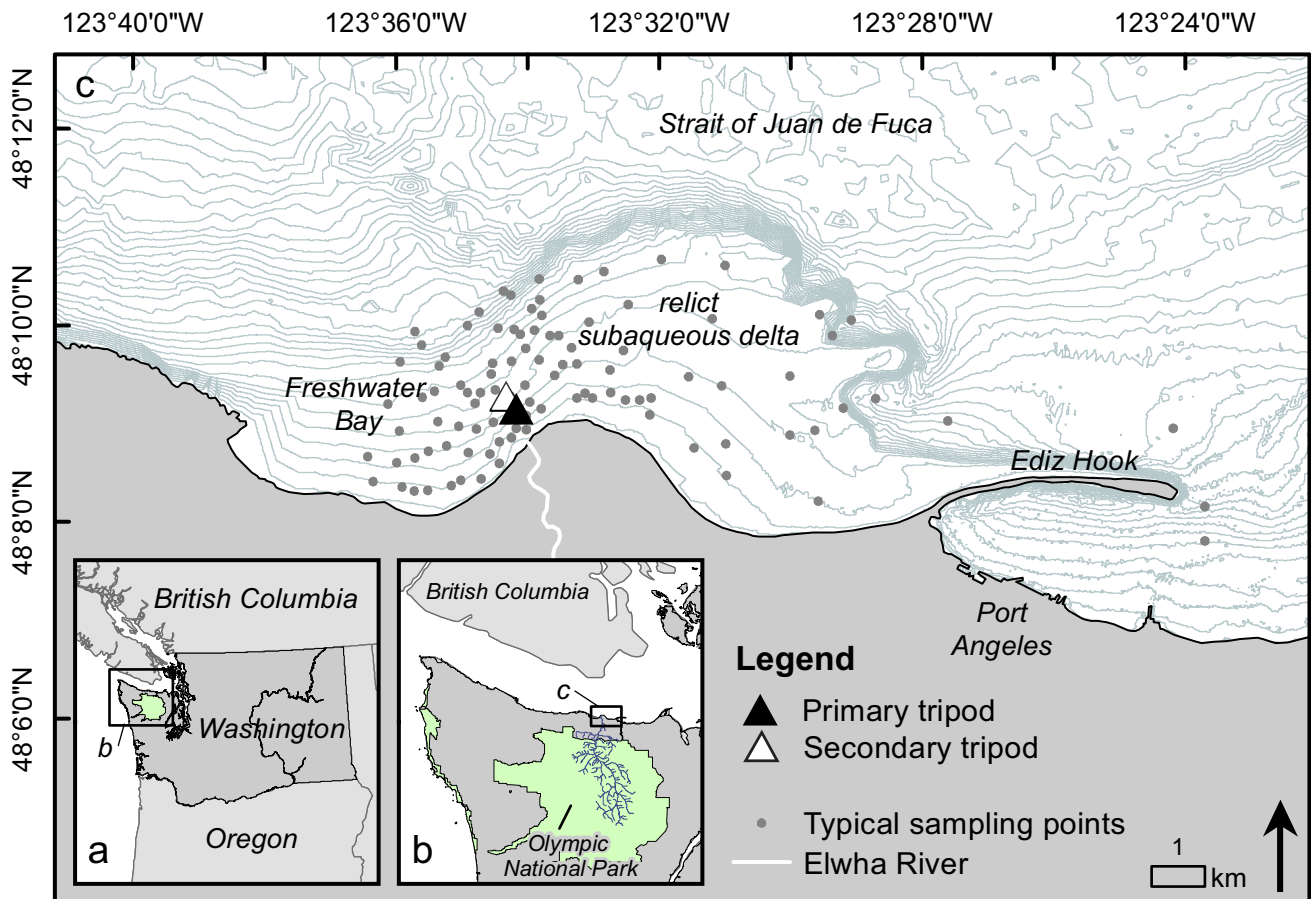 123°40'0"W 123°36'0"W 123°32'0"W 123°28'0"W 123°24'0"W
c
48°12'0"N
Strait of Juan de Fuca
48°10'0"N
relict
subaqueous delta
Freshwater
Bay
Ediz Hook
48°8'0"N
Port
Angeles
48°6'0"N
British Columbia
Washington
b
Oregon
a
British Columbia
c
Olympic
National Park
b
Legend
Primary tripod
Secondary tripod
Typical sampling points
Elwha River
1
km